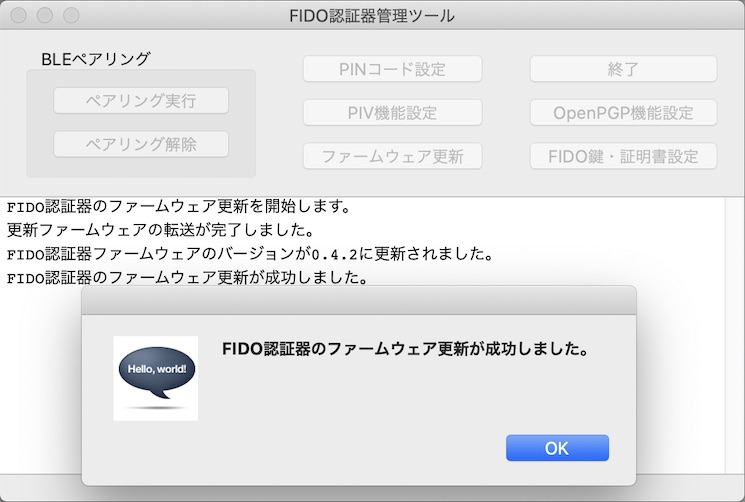 FIDO認証器管理ツール
BLEペアリング
ペアリング実行
ペアリング解除
PINコード設定
終了
PIV機能設定
OpenPGP機能設定
ファームウェア更新
FIDO鍵・証明書設定
FIDO認証器のファームウェア更新を開始します。
更新ファームウェアの転送が完了しました。
FIDO認証器ファームウェアのバージョンが0.4.2に更新されました。
FIDO認証器のファームウェア更新が成功しました。
Hello, world!
FIDO認証器のファームウェア更新が成功しました。
OK